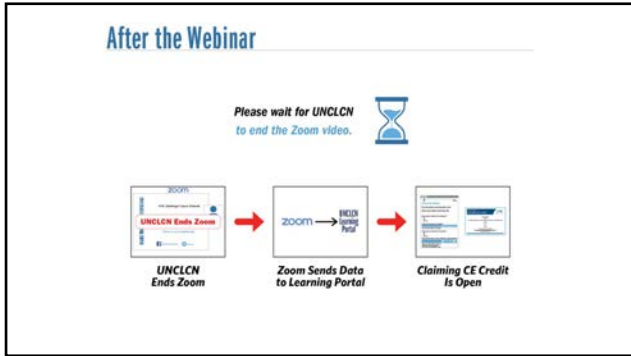 After the Webinar
Please wait for UNCLCN
to end the Zoom video.
zoom
UNCLCN Ends Zoom
zoom
UNCLCN
Learning
Portal
UNCLCN
Ends Zoom
Zoom Sends Data
to Learning Portal
Claiming CE Credit
Is Open